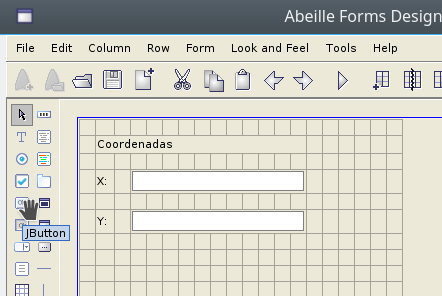 Abeille Forms Design
File Edit Column Row Form Look and Feel Tools Help
Coordenadas
X:
Y:
JButton